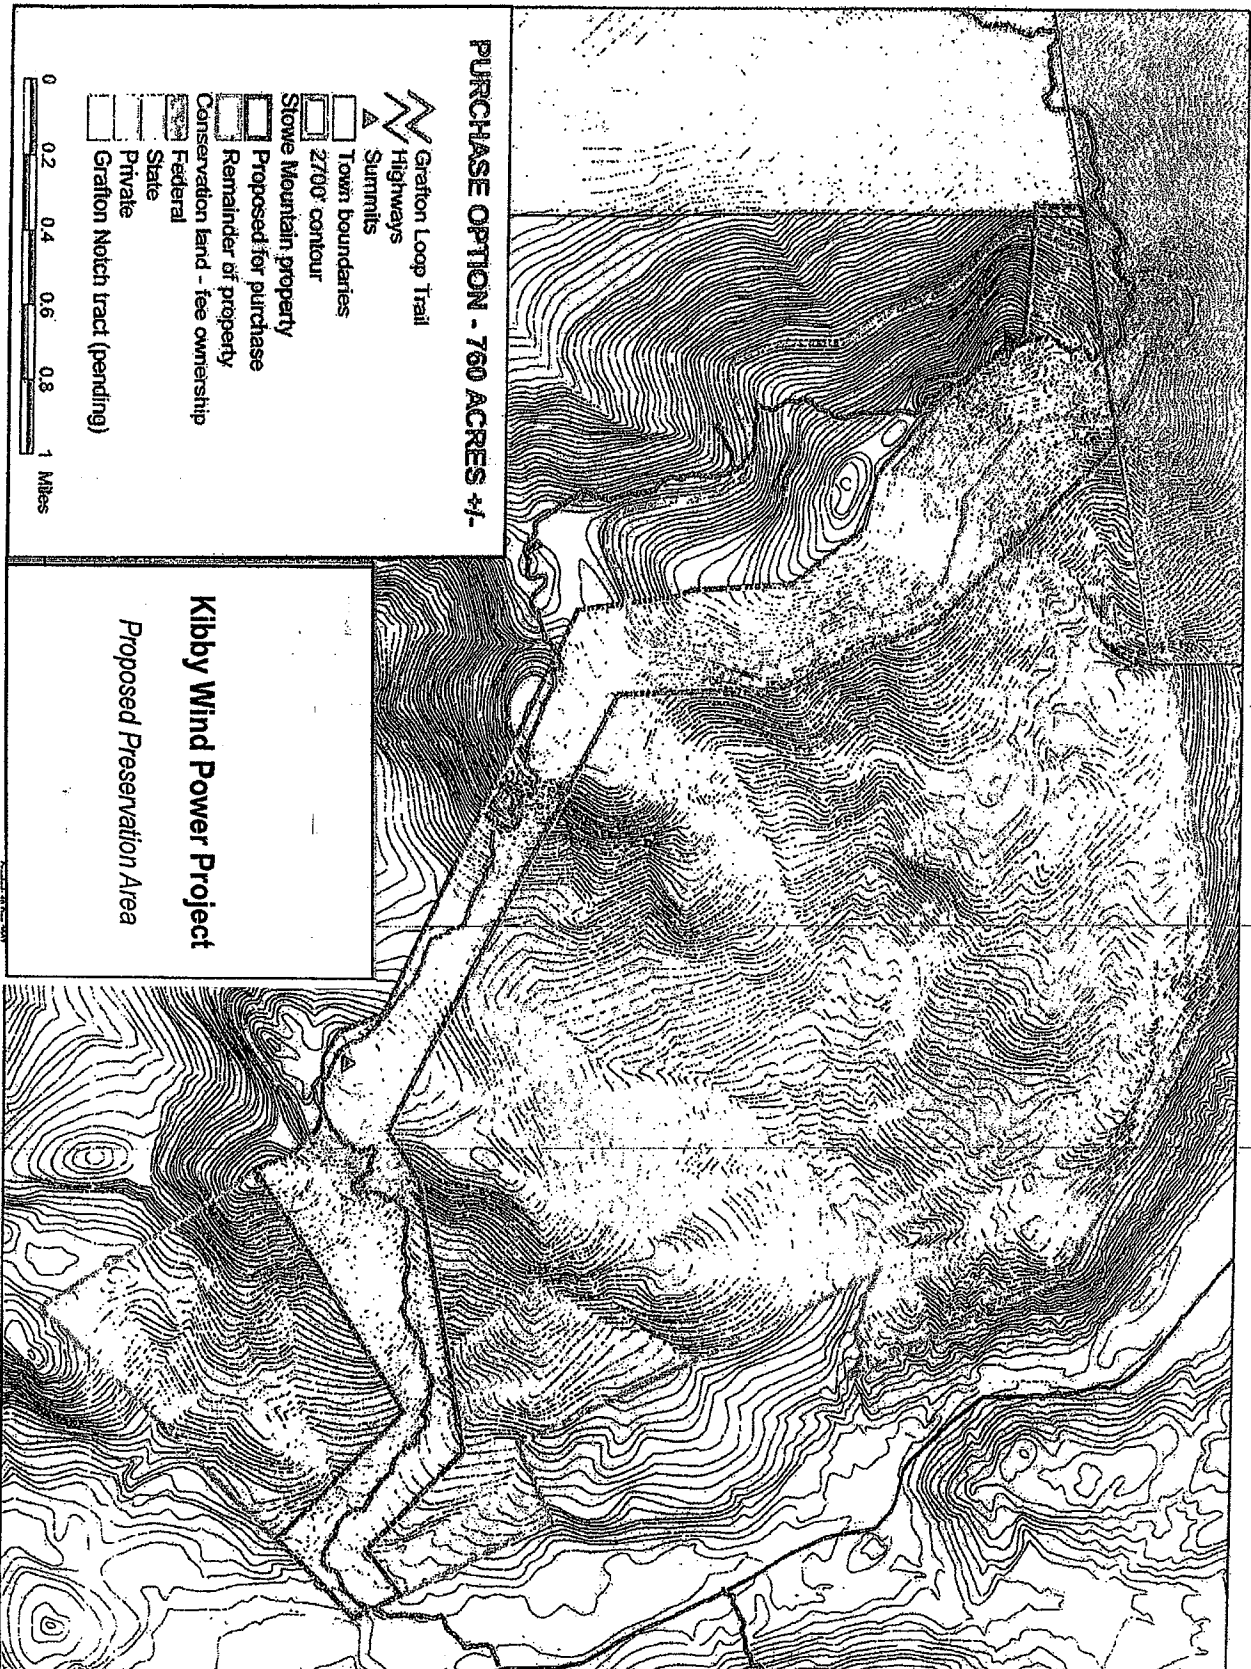 PURCHASE OPTION - 760 ACRES +/-
Grafton Loop Trail
Highways
Summits
Town boundaries
2700' contour
Stowe Mountain property
Proposed for purchase
Remainder of property
Conservation land - fee ownership
Federal
State
Private
Grafton Notch tract (pending)
0 0.2 0.4 0.6 0.8 1 Miles
Kibby Wind Power Project
Proposed Preservation Area